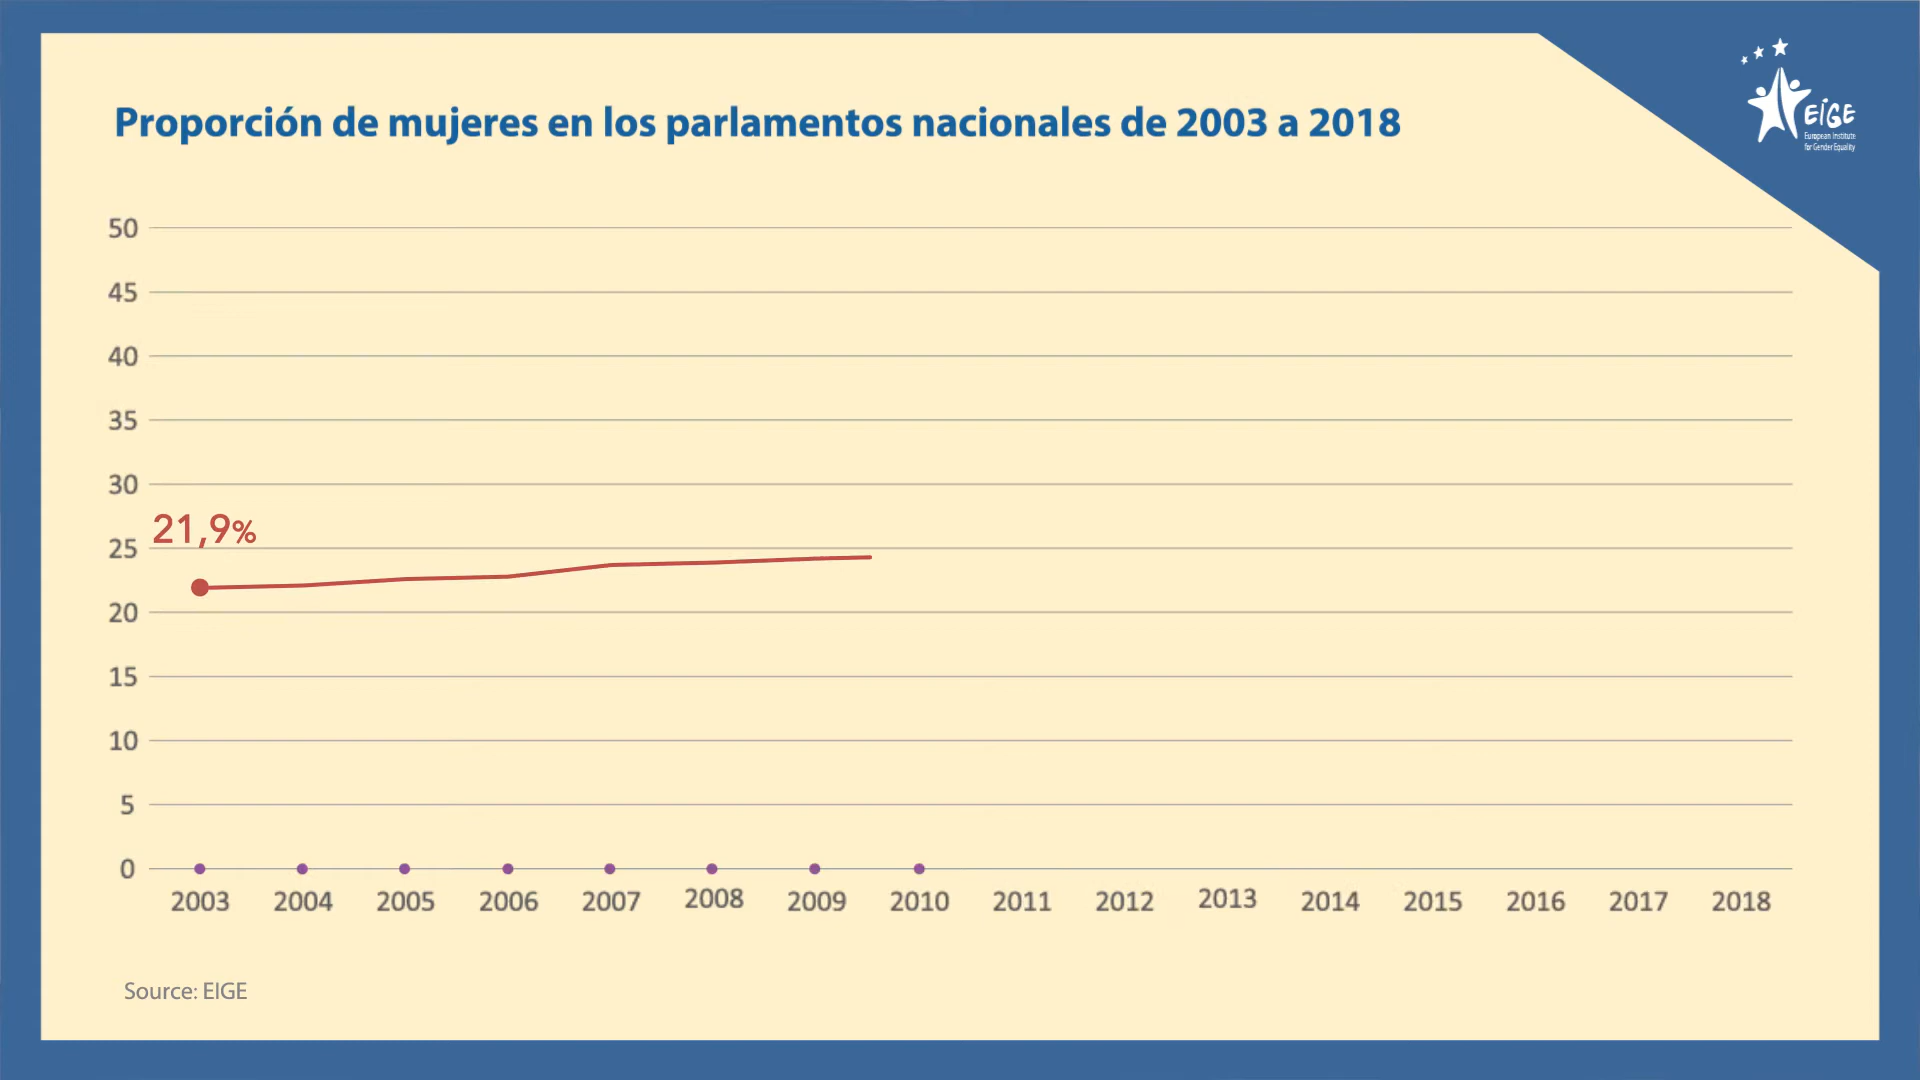 Proporción de mujeres en los parlamentos nacionales de 2003 a 2018
EIGE
European Institute
for Gender Equality
50
45
40
35
30
21,9%
25
20
15
10
5
0
2003 2004 2005 2006 2007 2008 2009 2010 2011 2012 2013 2014 2015 2016 2017 2018
Source: EIGE